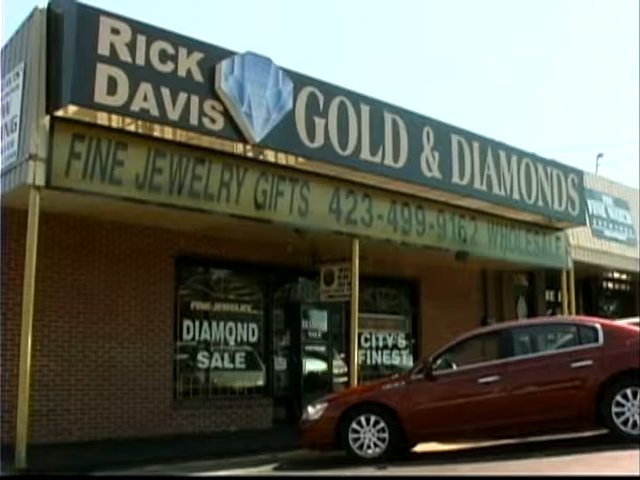 RICK
DAVIS
GOLD & DIAMONDS
FINE JEWELRY GIFTS 423-499-9162 WHOLESALE
FINE JEWELRY
DIAMOND
SALE
CITY'S
FINEST